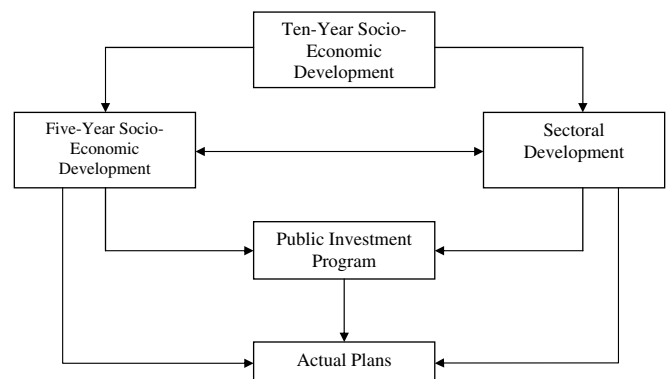 Ten-Year Socio-
Economic
Development
Five-Year Socio-
Economic
Development
Sectoral
Development
Public Investment
Program
Actual Plans